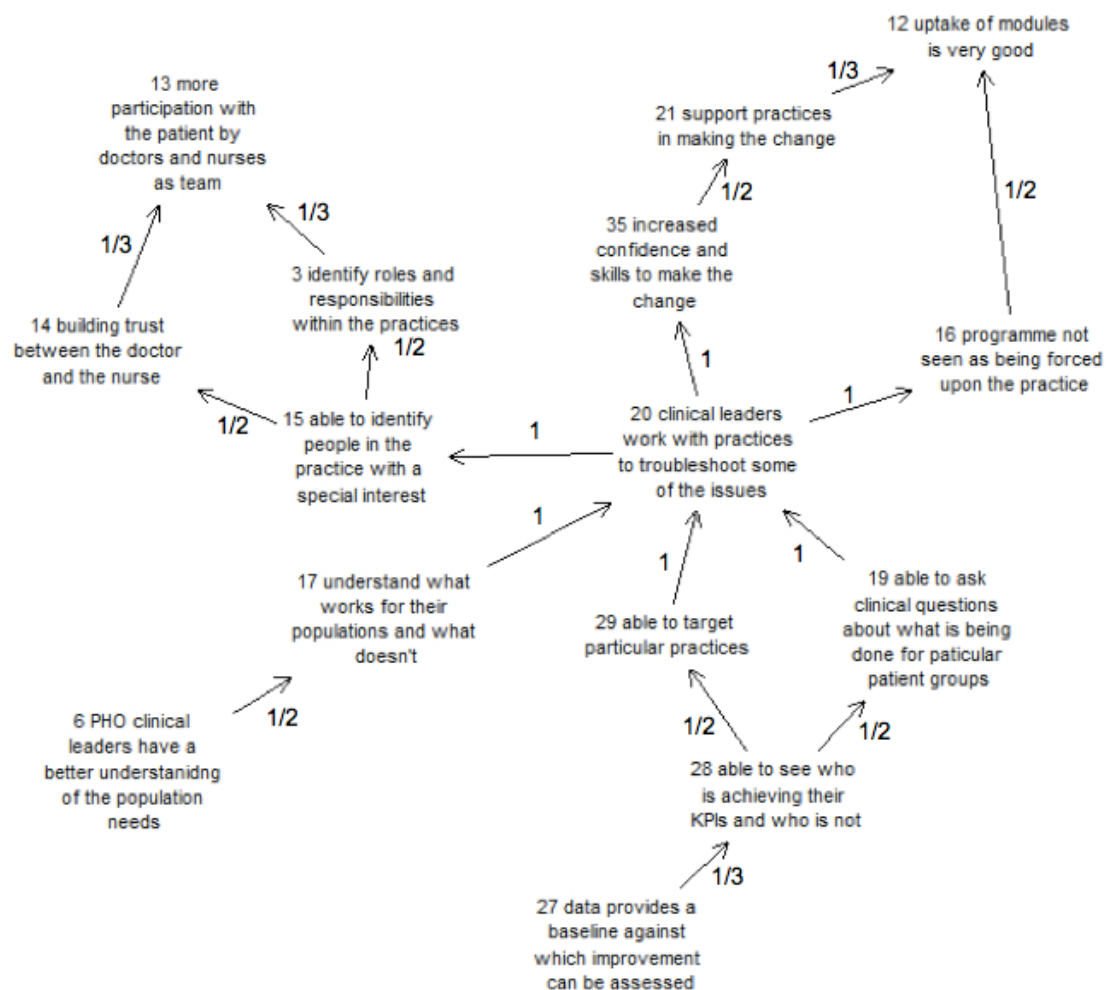 12 uptake of modules
is very good
1/3
13 more
participation with
the patient by
doctors and nurses
as team
21 support practices
in making the change
1/2
1/2
1/3
1/3
35 increased
confidence and
skills to make the
change
3 identify roles and
responsibilities
within the practices
14 building trust
between the doctor
and the nurse
16 programme not
seen as being forced
upon the practice
1/2
1
1
1/2
15 able to identify
people in the
practice with a
special interest
1
20 clinical leaders
work with practices
to troubleshoot some
of the issues
1
1
1
17 understand what
works for their
populations and what
doesn't
29 able to target
particular practices
19 able to ask
clinical questions
about what is being
done for paticular
patient groups
1/2
6 PHO clinical
leaders have a
better understanidng
of the population
needs
1/2
1/2
28 able to see who
is achieving their
KPIs and who is not
1/3
27 data provides a
baseline against
which improvement
can be assessed